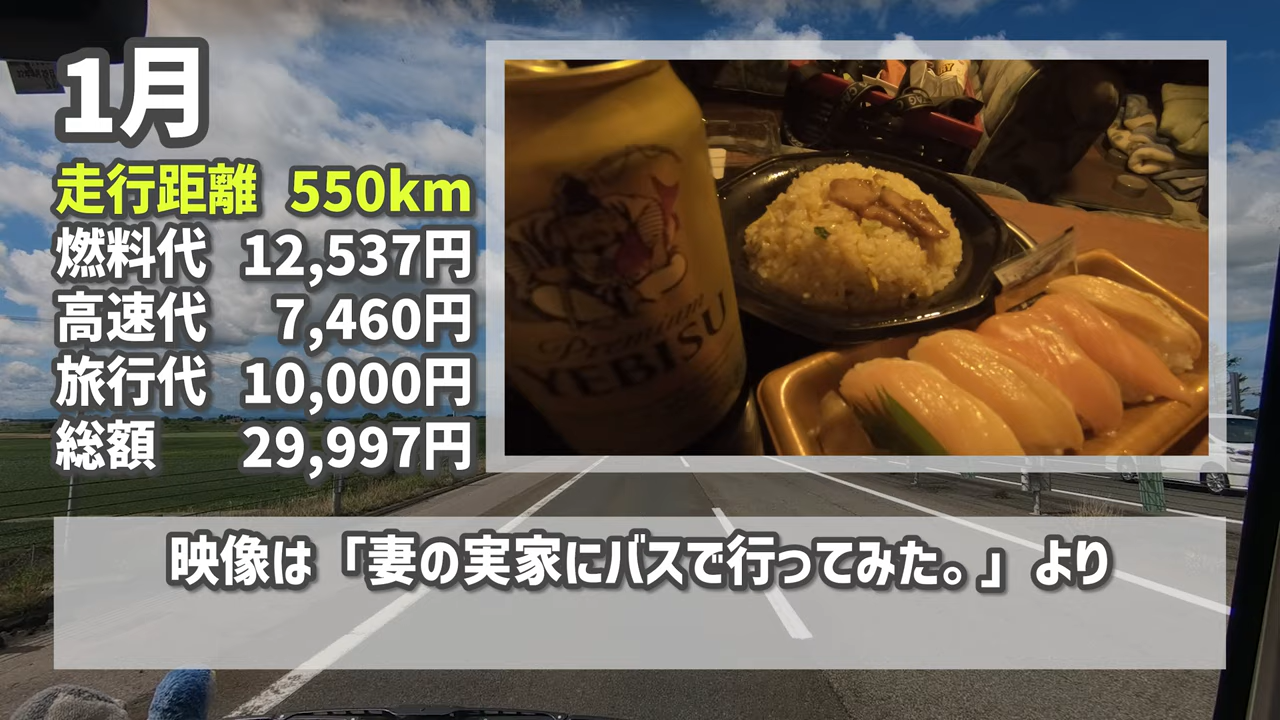 1月
走行距離 550km
燃料代 12,537円
高速代 7,460円
旅行代 10,000円
総額 29,997円
Premium
YEBISU
映像は「妻の実家にバスで行ってみた。」より